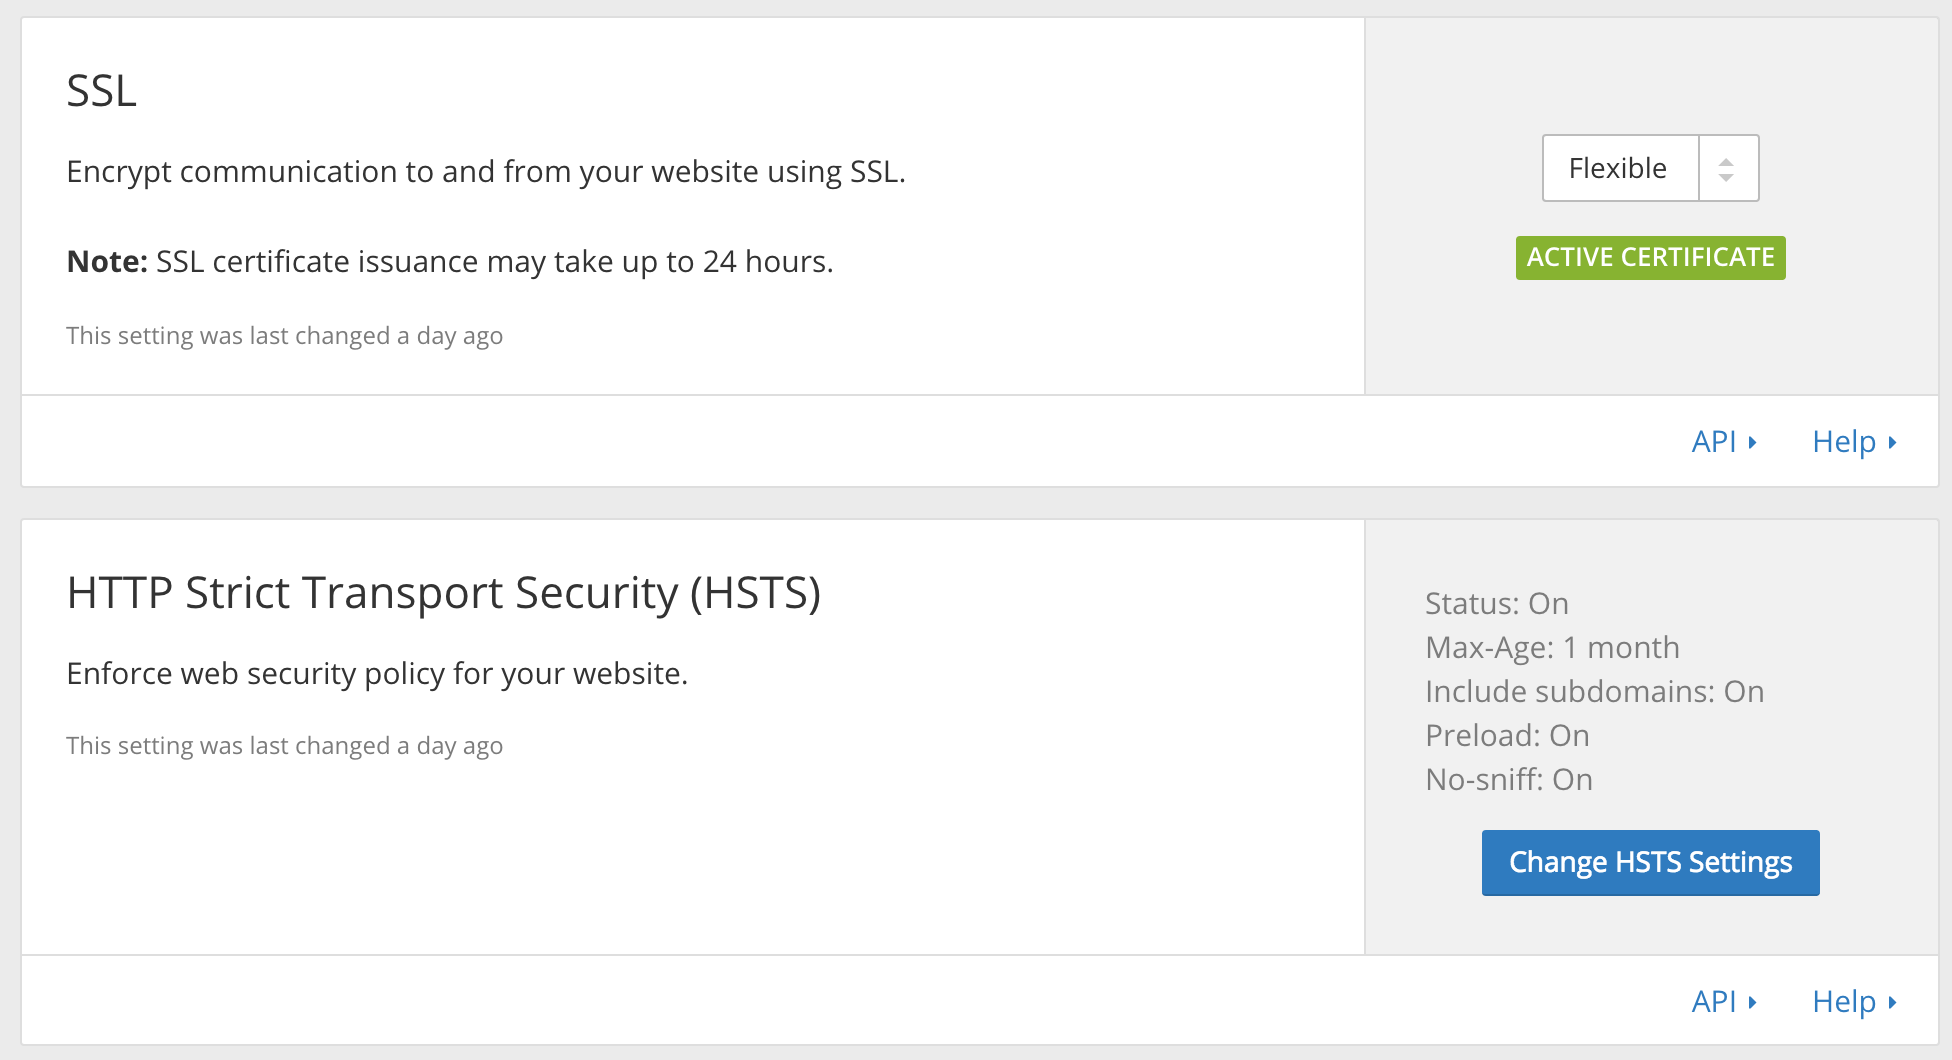 SSL
Encrypt communication to and from your website using SSL.
Note: SSL certificate issuance may take up to 24 hours.
This setting was last changed a day ago
Flexible
ACTIVE CERTIFICATE
API
Help
HTTP Strict Transport Security (HSTS)
Enforce web security policy for your website.
This setting was last changed a day ago
Status: On
Max-Age: 1 month
Include subdomains: On
Preload: On
No-sniff: On
Change HSTS Settings
API
Help